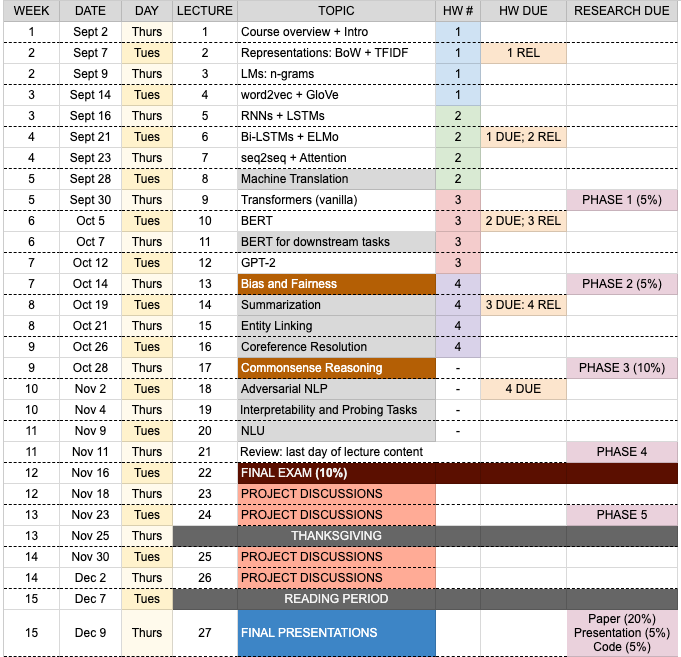 WEEK DATE DAY LECTURE TOPIC HW # HW DUE RESEARCH DUE
1 Sept 2 Thurs 1 Course overview + Intro 1
2 Sept 7 Tues 2 Representations: BoW + TFIDF 1 1 REL
2 Sept 9 Thurs 3 LMs: n-grams 1
3 Sept 14 Tues 4 word2vec + GloVe 1
3 Sept 16 Thurs 5 RNNs + LSTMs 2
4 Sept 21 Tues 6 Bi-LSTMs + ELMo 2 1 DUE; 2 REL
4 Sept 23 Thurs 7 seq2seq + Attention 2
5 Sept 28 Tues 8 Machine Translation 2
5 Sept 30 Thurs 9 Transformers (vanilla) 3 PHASE 1 (5%)
6 Oct 5 Tues 10 BERT 3 2 DUE; 3 REL
6 Oct 7 Thurs 11 BERT for downstream tasks 3
7 Oct 12 Tues 12 GPT-2 3
7 Oct 14 Thurs 13 Bias and Fairness 4 PHASE 2 (5%)
8 Oct 19 Tues 14 Summarization 4 3 DUE: 4 REL
8 Oct 21 Thurs 15 Entity Linking 4
9 Oct 26 Tues 16 Coreference Resolution 4
9 Oct 28 Thurs 17 Commonsense Reasoning - PHASE 3 (10%)
10 Nov 2 Tues 18 Adversarial NLP - 4 DUE
10 Nov 4 Thurs 19 Interpretability and Probing Tasks -
11 Nov 9 Tues 20 NLU -
11 Nov 11 Thurs 21 Review: last day of lecture content PHASE 4
12 Nov 16 Tues 22 FINAL EXAM (10%)
12 Nov 18 Thurs 23 PROJECT DISCUSSIONS
13 Nov 23 Tues 24 PROJECT DISCUSSIONS PHASE 5
13 Nov 25 Thurs THANKSGIVING
14 Nov 30 Tues 25 PROJECT DISCUSSIONS
14 Dec 2 Thurs 26 PROJECT DISCUSSIONS
15 Dec 7 Tues READING PERIOD
15 Dec 9 Thurs 27 FINAL PRESENTATIONS Paper (20%)
Presentation (5%)
Code (5%)